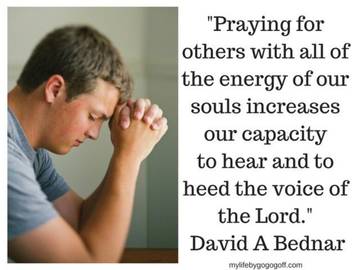 "Praying for
others with all of
the energy of our
souls increases
our capacity
to hear and to
heed the voice of
the Lord."
David A Bednar
mylifebygogogoff.com